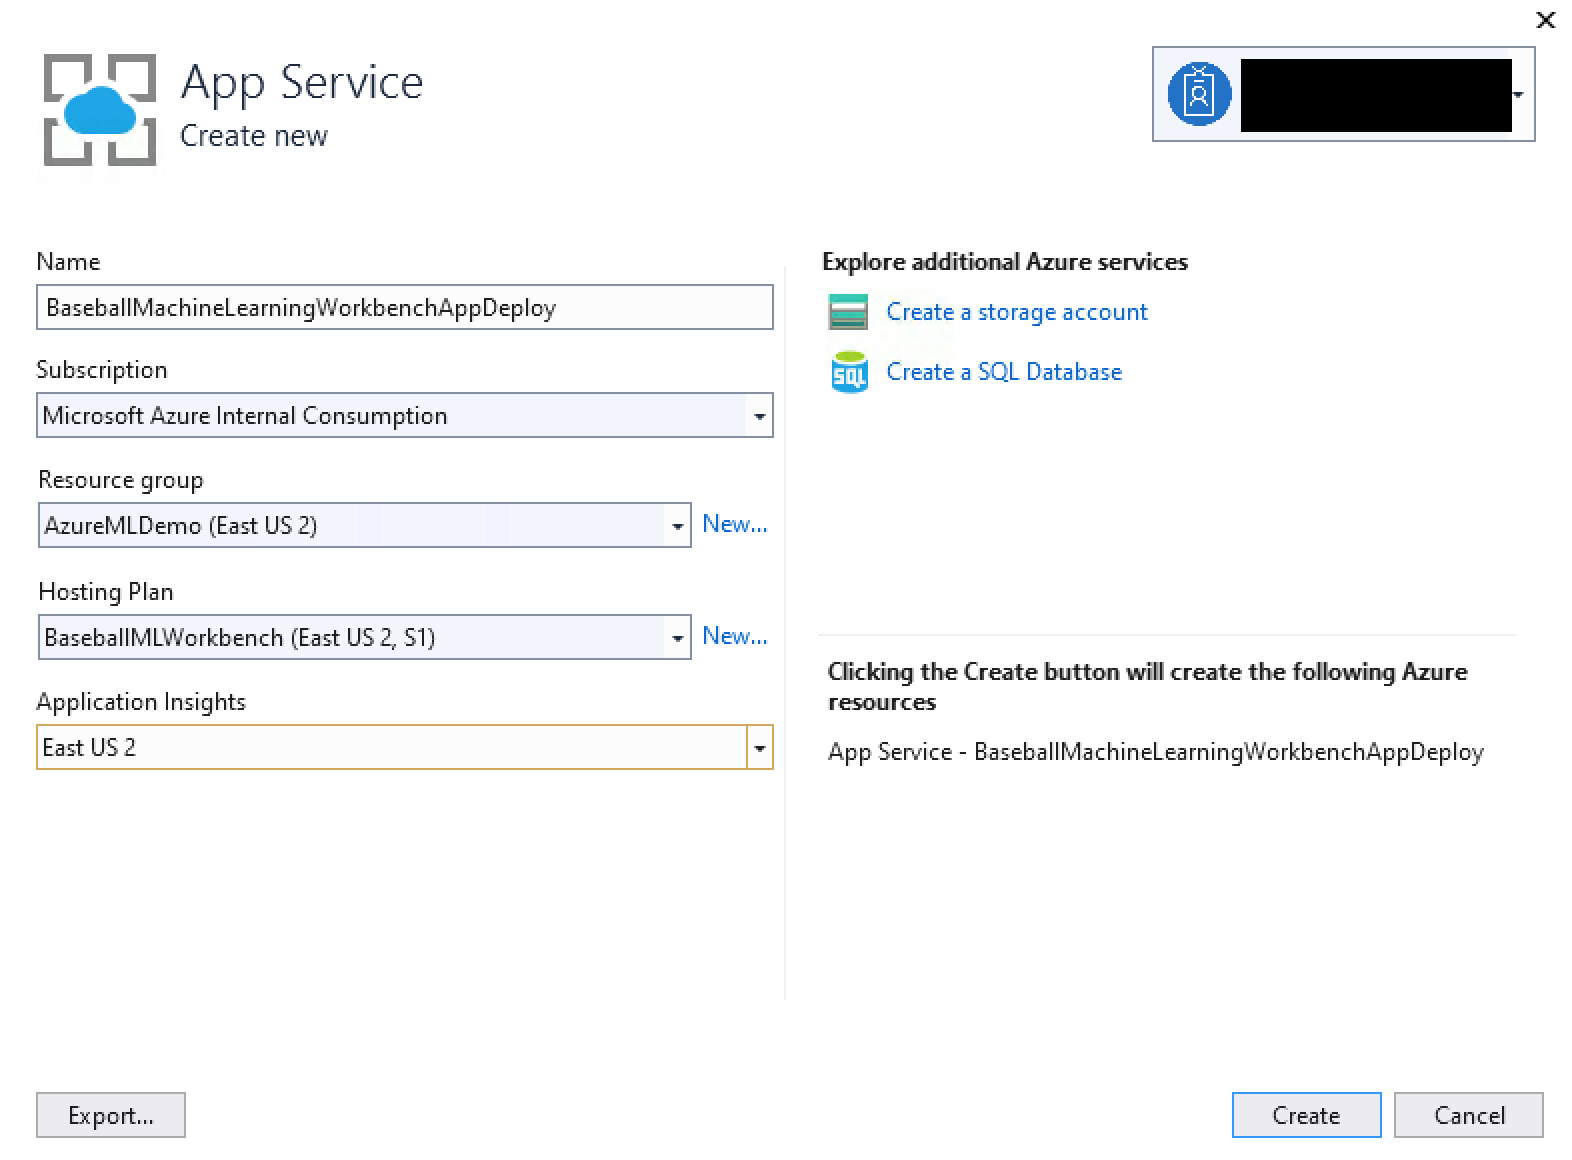 App Service
Create new
Name
BaseballMachineLearningWorkbenchAppDeploy
Subscription
Microsoft Azure Internal Consumption
Resource group
AzureMLDemo (East US 2)
New...
Hosting Plan
BaseballMLWorkbench (East US 2, S1)
New...
Application Insights
East US 2
Explore additional Azure services
Create a storage account
SQL
Create a SQL Database
Clicking the Create button will create the following Azure
resources
App Service - BaseballMachineLearningWorkbenchAppDeploy
Export...
Create
Cancel